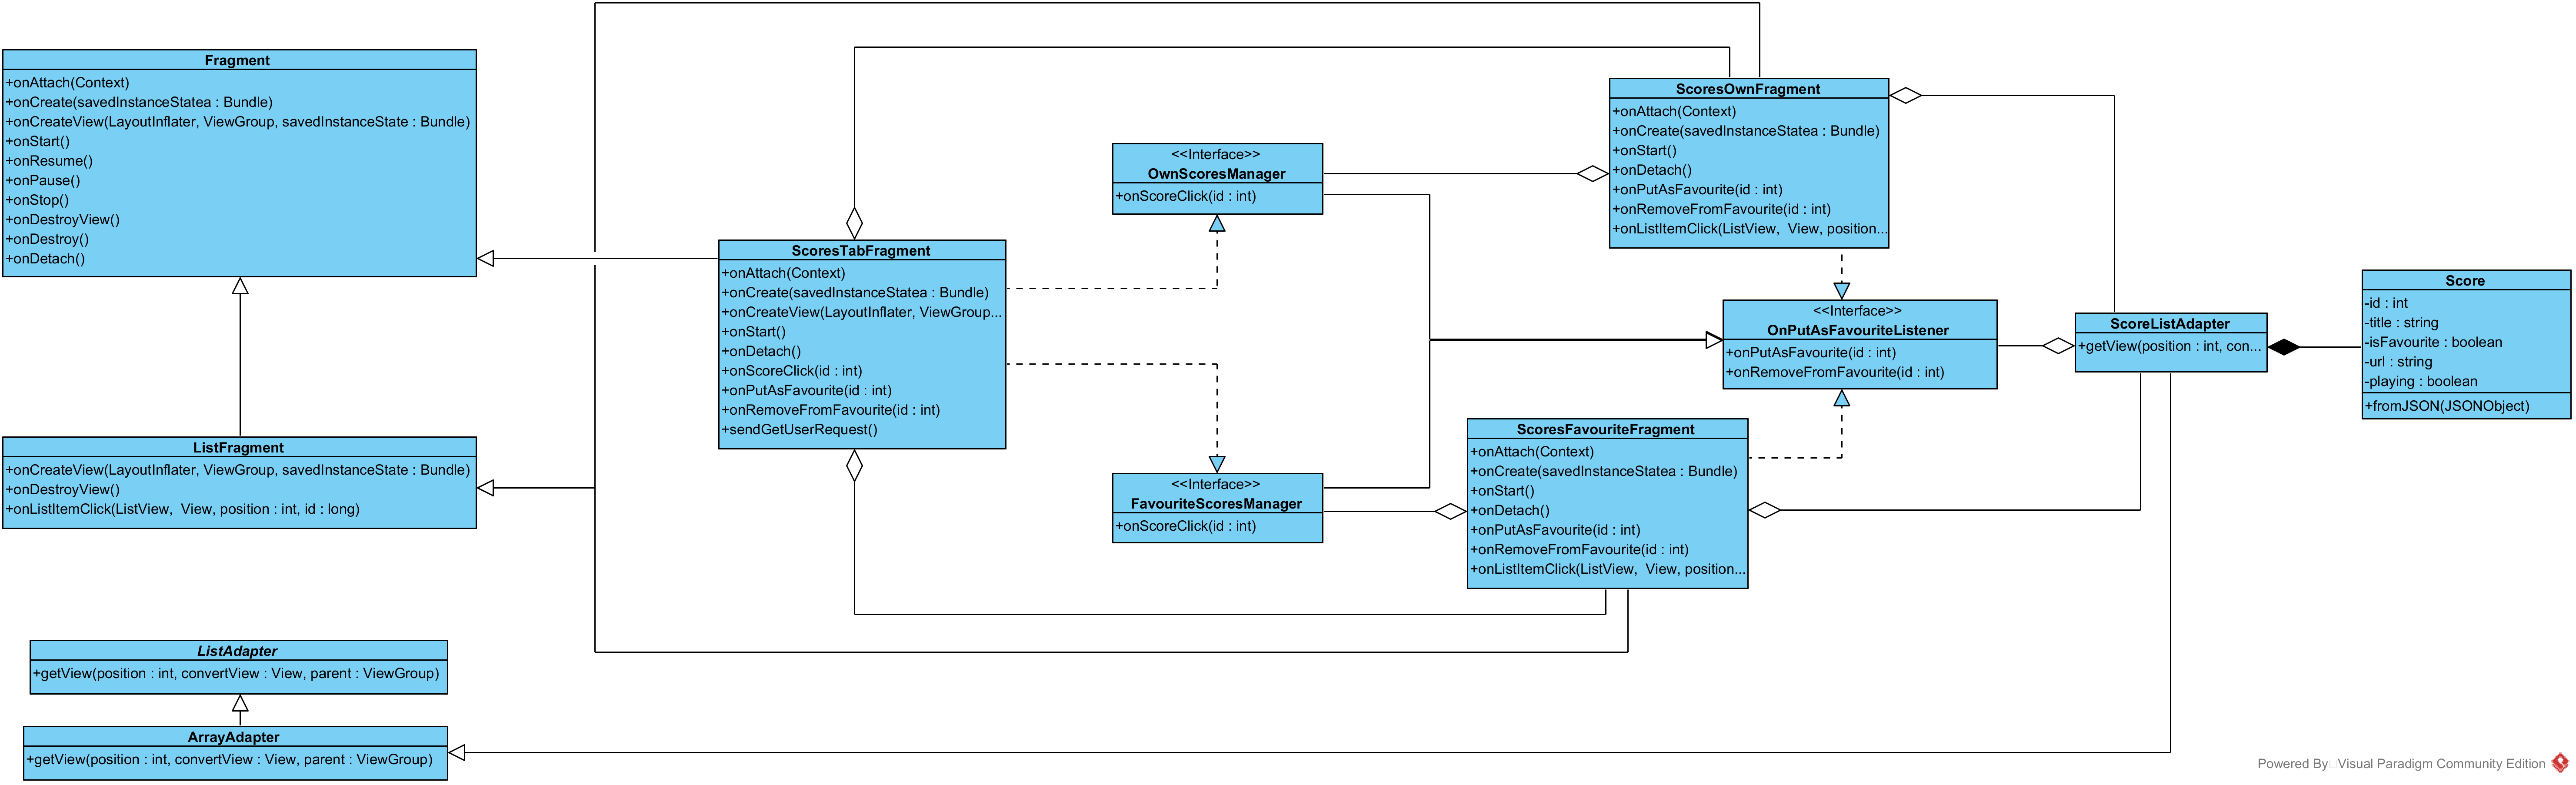 Fragment
+onAttach(Context)
+onCreate(savedInstanceStatea : Bundle)
+onCreateView(LayoutInflater, ViewGroup, savedInstanceState : Bundle)
+onStart()
+onResume()
+onPause()
+onStop()
+onDestroyView()
+onDestroy()
+onDetach()
ListFragment
+onCreateView(LayoutInflater, ViewGroup, savedInstanceState : Bundle)
+onDestroyView()
+onListItemClick(ListView,  View, position : int, id : long)
ListAdapter
+getView(position : int, convertView : View, parent : ViewGroup)
ArrayAdapter
+getView(position : int, convertView : View, parent : ViewGroup)
ScoresTabFragment
+onAttach(Context)
+onCreate(savedInstanceStatea : Bundle)
+onCreateView(LayoutInflater, ViewGroup...
+onStart()
+onDetach()
+onScoreClick(id : int)
+onPutAsFavourite(id : int)
+onRemoveFromFavourite(id : int)
+sendGetUserRequest()
<<Interface>>
OwnScoresManager
+onScoreClick(id : int)
<<Interface>>
FavouriteScoresManager
+onScoreClick(id : int)
ScoresOwnFragment
+onAttach(Context)
+onCreate(savedInstanceStatea : Bundle)
+onStart()
+onDetach()
+onPutAsFavourite(id : int)
+onRemoveFromFavourite(id : int)
+onListItemClick(ListView,  View, position...
<<Interface>>
OnPutAsFavouriteListener
+onPutAsFavourite(id : int)
+onRemoveFromFavourite(id : int)
ScoresFavouriteFragment
+onAttach(Context)
+onCreate(savedInstanceStatea : Bundle)
+onStart()
+onDetach()
+onPutAsFavourite(id : int)
+onRemoveFromFavourite(id : int)
+onListItemClick(ListView,  View, position...
ScoreListAdapter
+getView(position : int, con...
Score
-id : int
-title : string
-isFavourite : boolean
-url : string
-playing : boolean
+fromJSON(JSONObject)
Powered By Visual Paradigm Community Edition